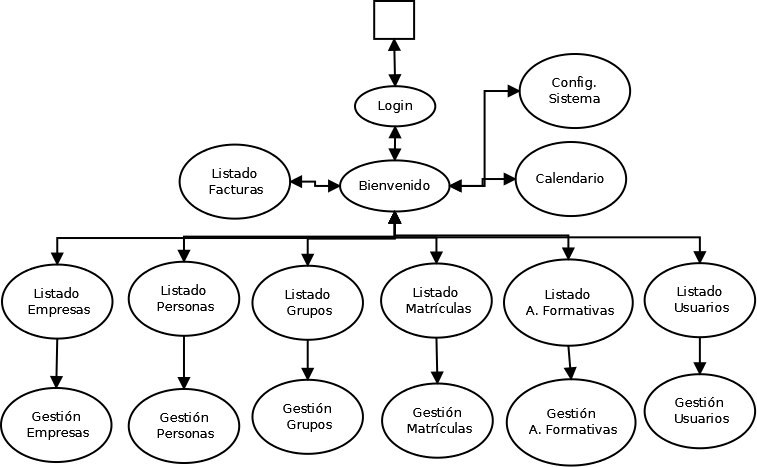 Config.
Sistema
Login
Listado
Facturas
Bienvenido
Calendario
Listado
Empresas
Listado
Personas
Listado
Grupos
Listado
Matrículas
Listado
A. Formativas
Listado
Usuarios
Gestión
Empresas
Gestión
Personas
Gestión
Grupos
Gestión
Matrículas
Gestión
A. Formativas
Gestión
Usuarios